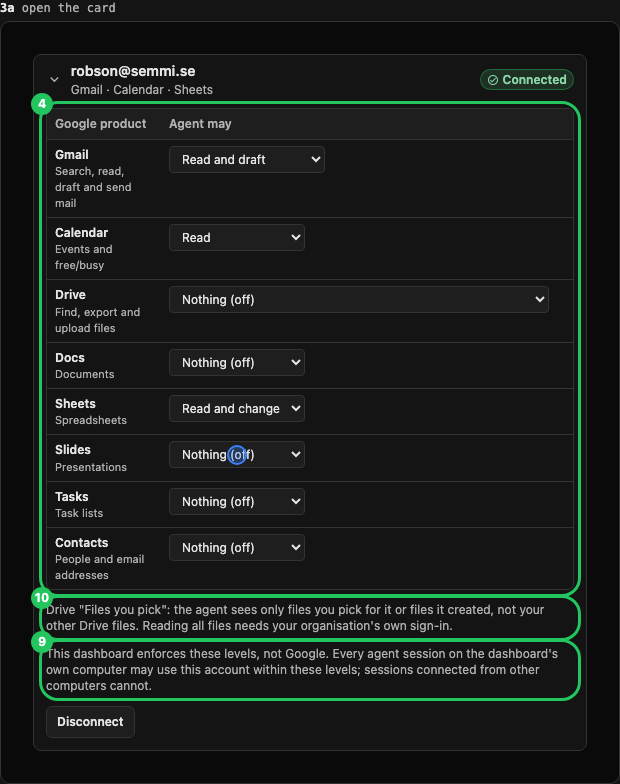 3a open the card
robson@semmi.se
Gmail · Calendar · Sheets
Connected
4
Google product Agent may
Gmail
Search, read,
draft and send
mail
Read and draft
Calendar
Events and
free/busy
Read
Drive
Find, export and
upload files
Nothing (off)
Docs
Documents
Nothing (off)
Sheets
Spreadsheets
Read and change
Slides
Presentations
Nothing (off)
Tasks
Task lists
Nothing (off)
Contacts
People and email
addresses
Nothing (off)
10
Drive "Files you pick": the agent sees only files you pick for it or files it created, not your
other Drive files. Reading all files needs your organisation's own sign-in.
9
This dashboard enforces these levels, not Google. Every agent session on the dashboard's
own computer may use this account within these levels; sessions connected from other
computers cannot.
Disconnect